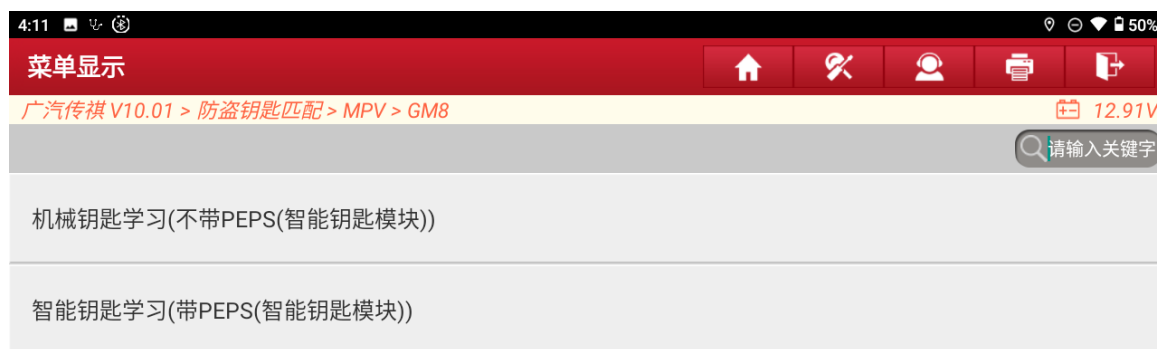 4:11 50%
菜单显示
广汽传祺 V10.01 > 防盗钥匙匹配 > MPV > GM8 12.91V
请输入关键字
机械钥匙学习(不带PEPS(智能钥匙模块))
智能钥匙学习(带PEPS(智能钥匙模块))